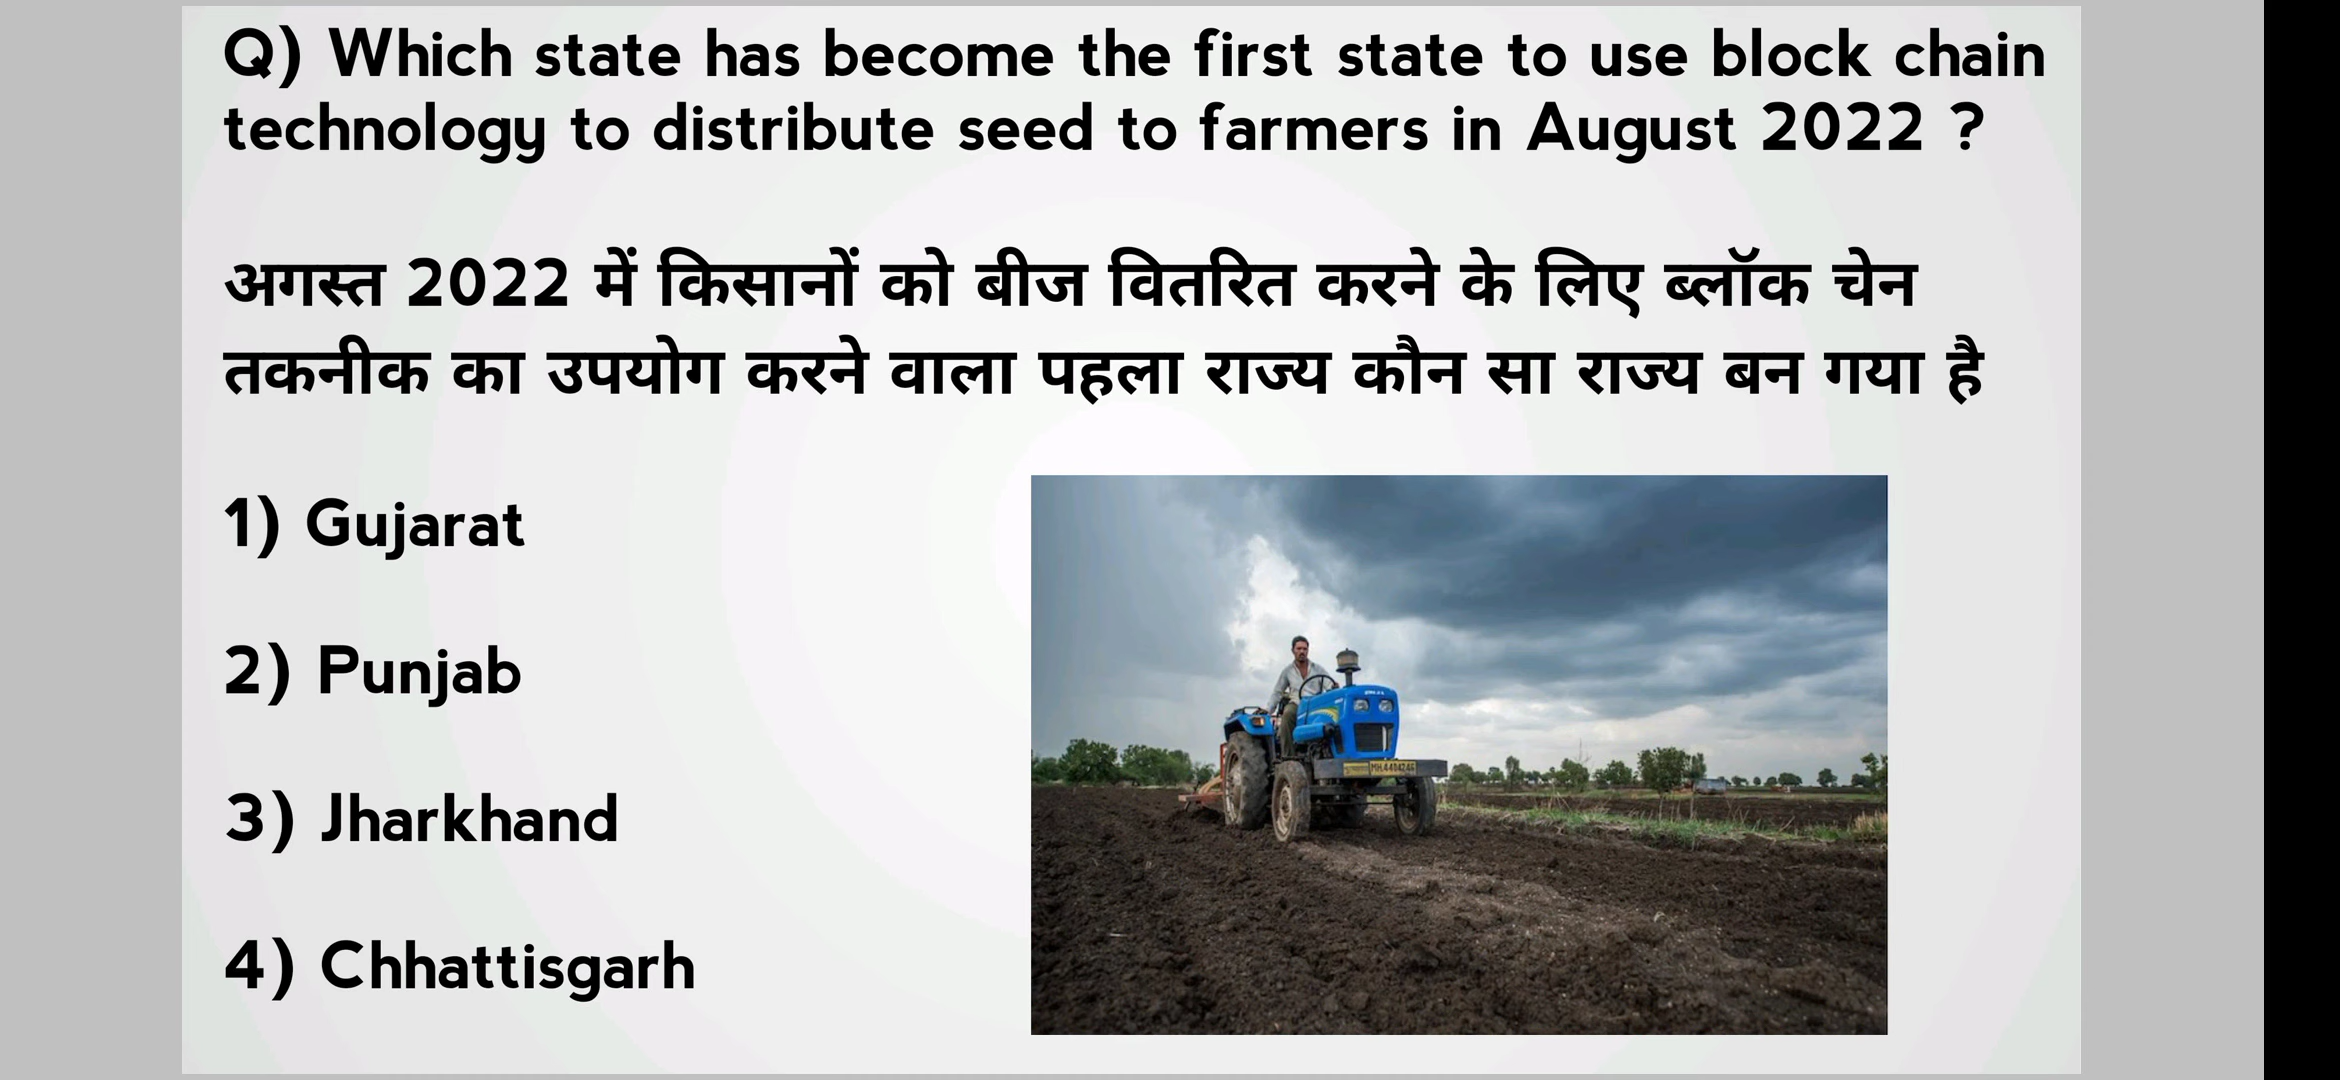 Q) Which state has become the first state to use block chain
technology to distribute seed to farmers in August 2022 ?
अगस्त 2022 में किसानों को बीज वितरित करने के लिए ब्लॉक चेन
तकनीक का उपयोग करने वाला पहला राज्य कौन सा राज्य बन गया है
1) Gujarat
2) Punjab
3) Jharkhand
4) Chhattisgarh